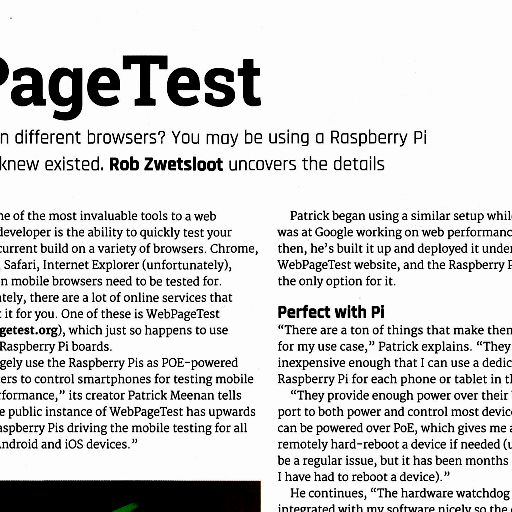 PageTest
n different browsers? You may be using a Raspberry Pi
knew existed. Rob Zwetsloot uncovers the details
ne of the most invaluable tools to a web
developer is the ability to quickly test your
current build on a variety of browsers. Chrome,
Safari, Internet Explorer (unfortunately),
n mobile browsers need to be tested for.
ately, there are a lot of online services that
t it for you. One of these is WebPageTest
getest.org), which just so happens to use
Raspberry Pi boards.
gely use the Raspberry Pis as POE-powered
ers to control smartphones for testing mobile
rformance,” its creator Patrick Meenan tells
e public instance of WebPageTest has upwards
aspberry Pis driving the mobile testing for all
Android and iOS devices.”
Patrick began using a similar setup whil
was at Google working on web performanc
then, he’s built it up and deployed it under
WebPageTest website, and the Raspberry P
the only option for it.
Perfect with Pi
“There are a ton of things that make them
for my use case,” Patrick explains. “They
inexpensive enough that I can use a dedic
Raspberry Pi for each phone or tablet in th
“They provide enough power over their
port to both power and control most device
can be powered over PoE, which gives me a
remotely hard-reboot a device if needed (u
be a regular issue, but it has been months
I have had to reboot a device).”
He continues, “The hardware watchdog
integrated with my software nicely so the